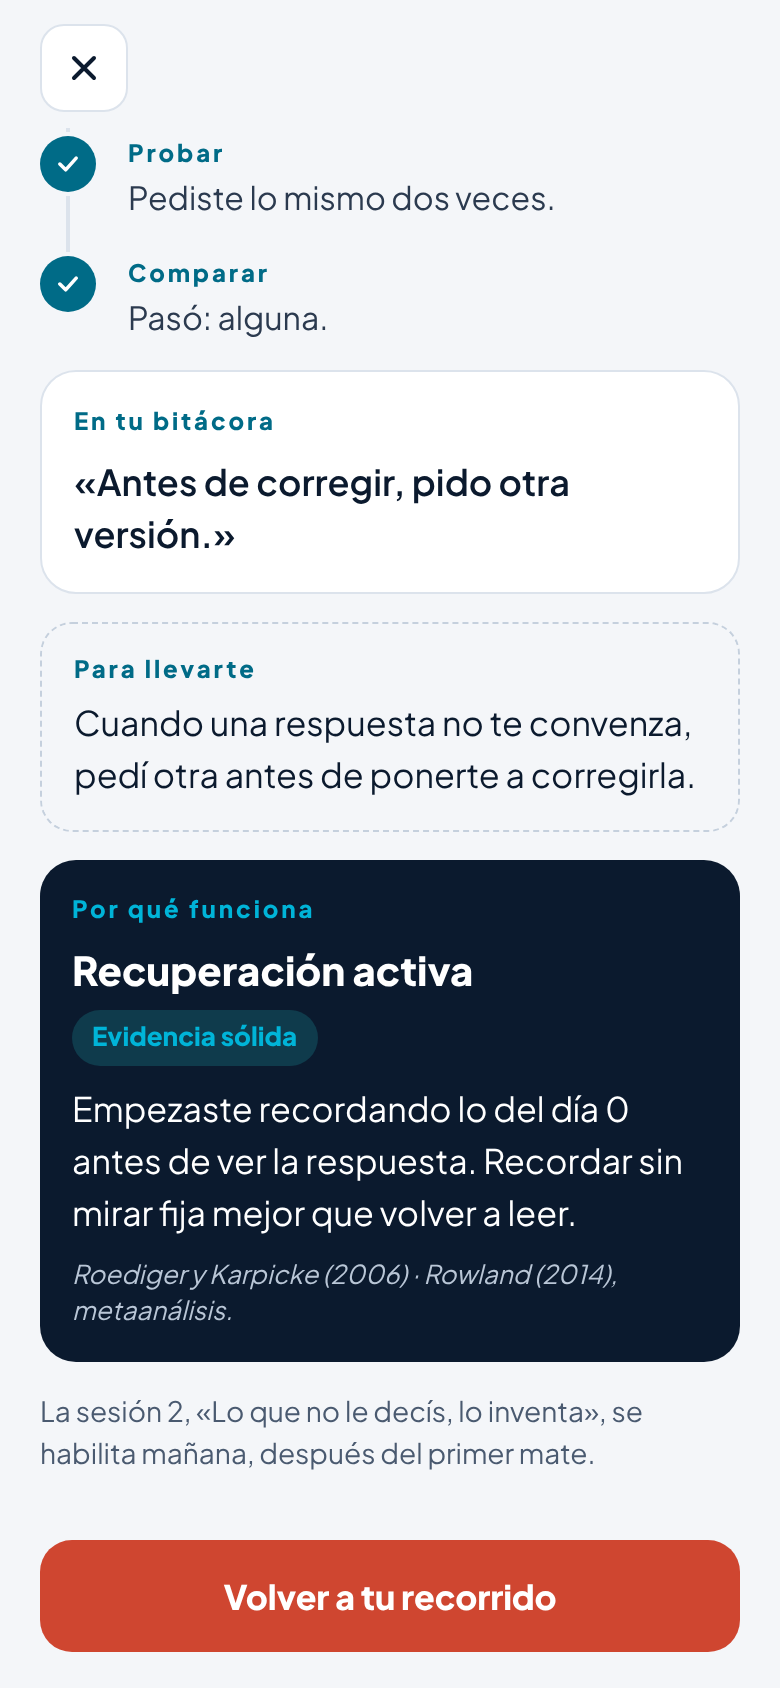 Probar
Pediste lo mismo dos veces.
Comparar
Pasó: alguna.
En tu bitácora
«Antes de corregir, pido otra
versión.»
Para llevarte
Cuando una respuesta no te convenza,
pedí otra antes de ponerte a corregirla.
Por qué funciona
Recuperación activa
Evidencia sólida
Empezaste recordando lo del día 0
antes de ver la respuesta. Recordar sin
mirar fija mejor que volver a leer.
Roediger y Karpicke (2006) · Rowland (2014),
metaanálisis.
La sesión 2, «Lo que no le decís, lo inventa», se
habilita mañana, después del primer mate.
Volver a tu recorrido